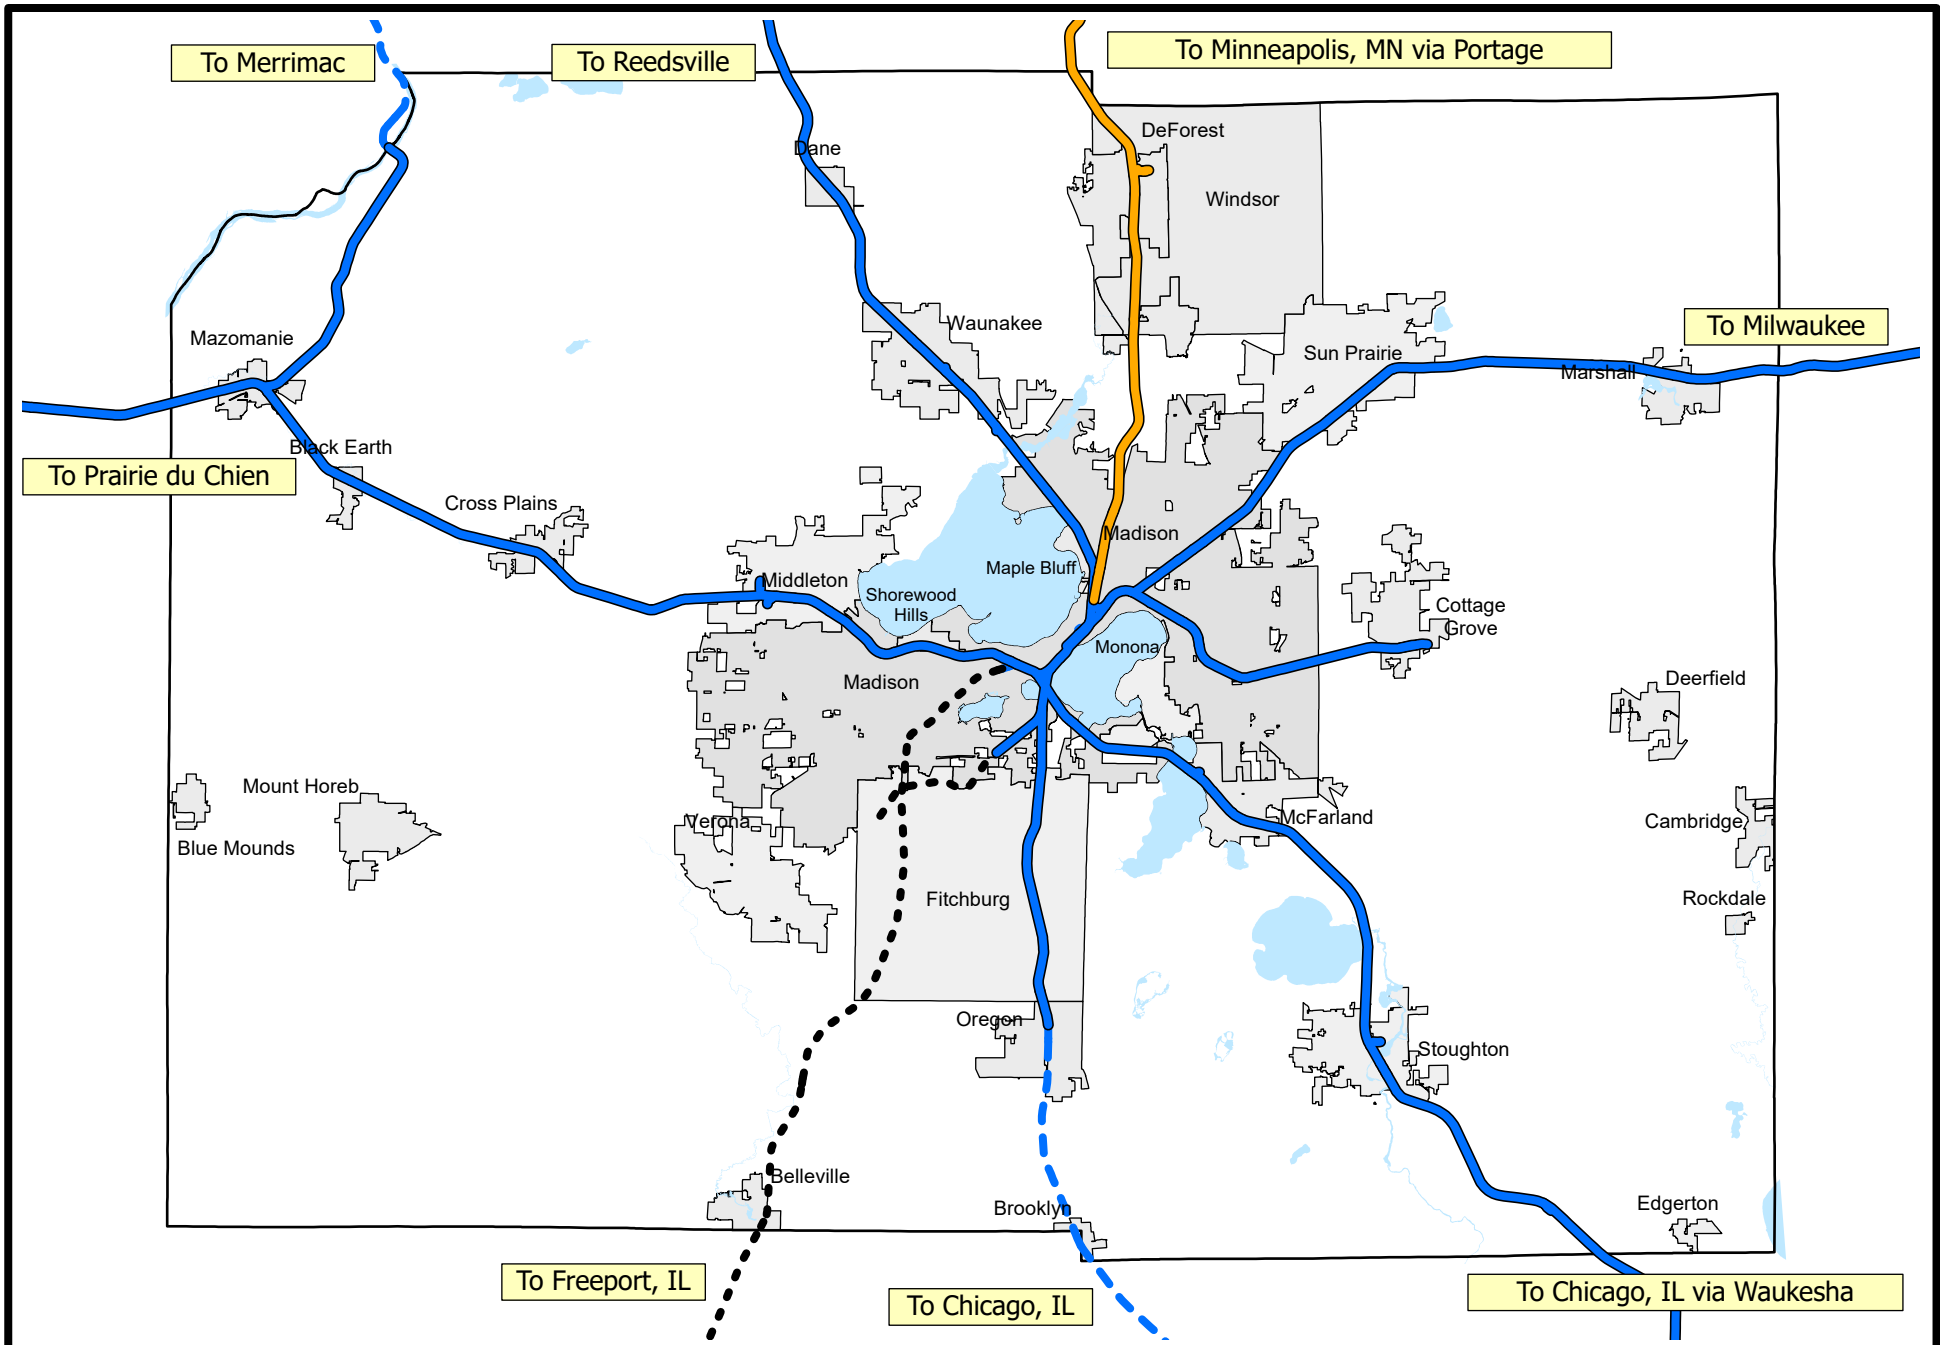 To Merrimac
To Reedsville
To Minneapolis, MN via Portage
DeForest
Dane
Windsor
Waunakee
To Milwaukee
Mazomanie
Sun Prairie
Marshall
Black Earth
To Prairie du Chien
Cross Plains
Madison
Maple Bluff
Middleton
Shorewood
Hills
Cottage
Grove
Monona
Madison
Deerfield
Mount Horeb
Verona
McFarland
Cambridge
Blue Mounds
Fitchburg
Rockdale
Oregon
Stoughton
Belleville
Brooklyn
Edgerton
To Freeport, IL
To Chicago, IL
To Chicago, IL via Waukesha